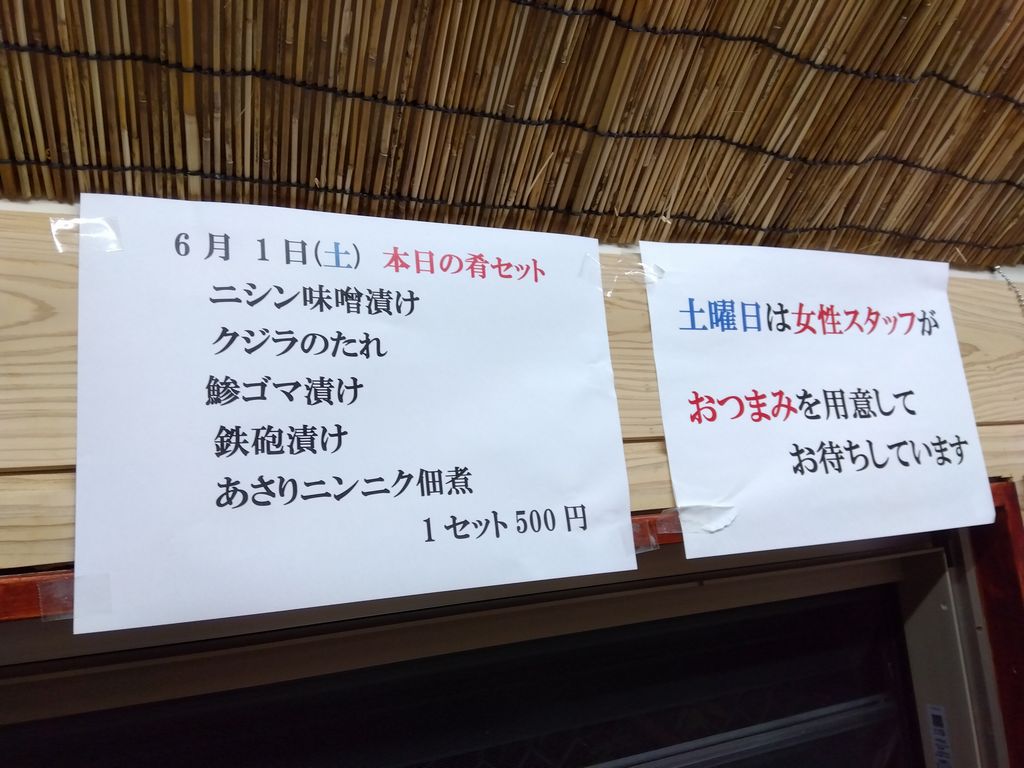 6月 1日(土) 本日の肴セット
ニシン味噌漬け
クジラのたれ
鯵ゴマ漬け
鉄砲漬け
あさりニンニク佃煮
1セット500円
土曜日は女性スタッフが
おつまみを用意して
お待ちしています